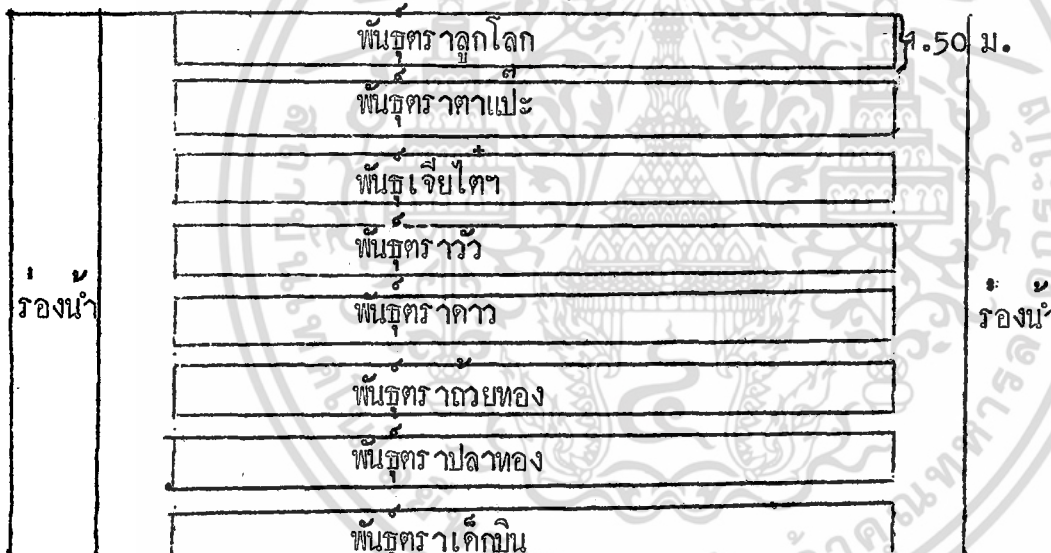 พันธุ์ตราลูกโลก
1.50 ม.
พันธุ์ตราตาแป๊ะ
พันธุ์เจียไต๋ฯ
พันธุ์ตราวัว
ร่องน้ำ
พันธุ์ตราดาว
ร่องน้ำ
พันธุ์ตราถ้วยทอง
พันธุ์ตราปลาทอง
พันธุ์ตราเด็กบิน